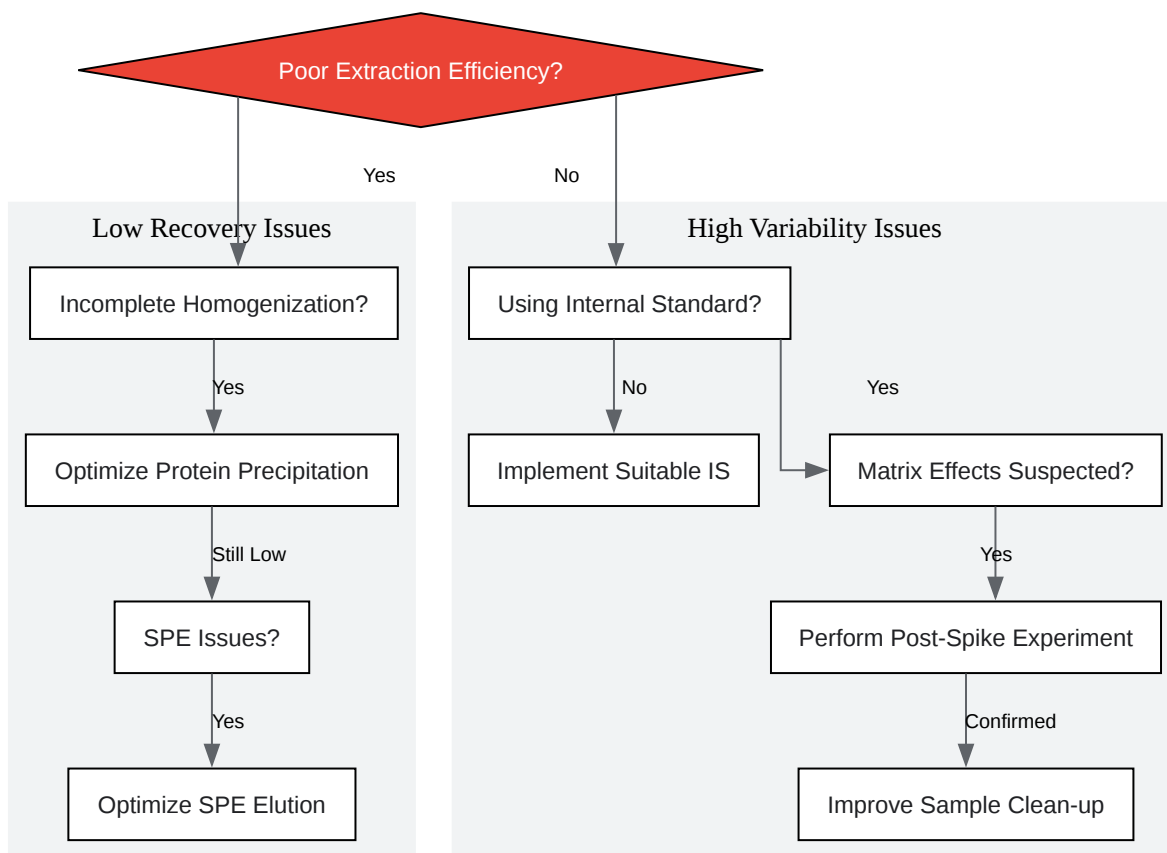 Poor Extraction Efficiency?
Yes
No
Low Recovery Issues
High Variability Issues
Incomplete Homogenization?
Using Internal Standard?
Yes
No
Yes
Optimize Protein Precipitation
Implement Suitable IS
Matrix Effects Suspected?
Still Low
Yes
SPE Issues?
Perform Post-Spike Experiment
Yes
Confirmed
Optimize SPE Elution
Improve Sample Clean-up